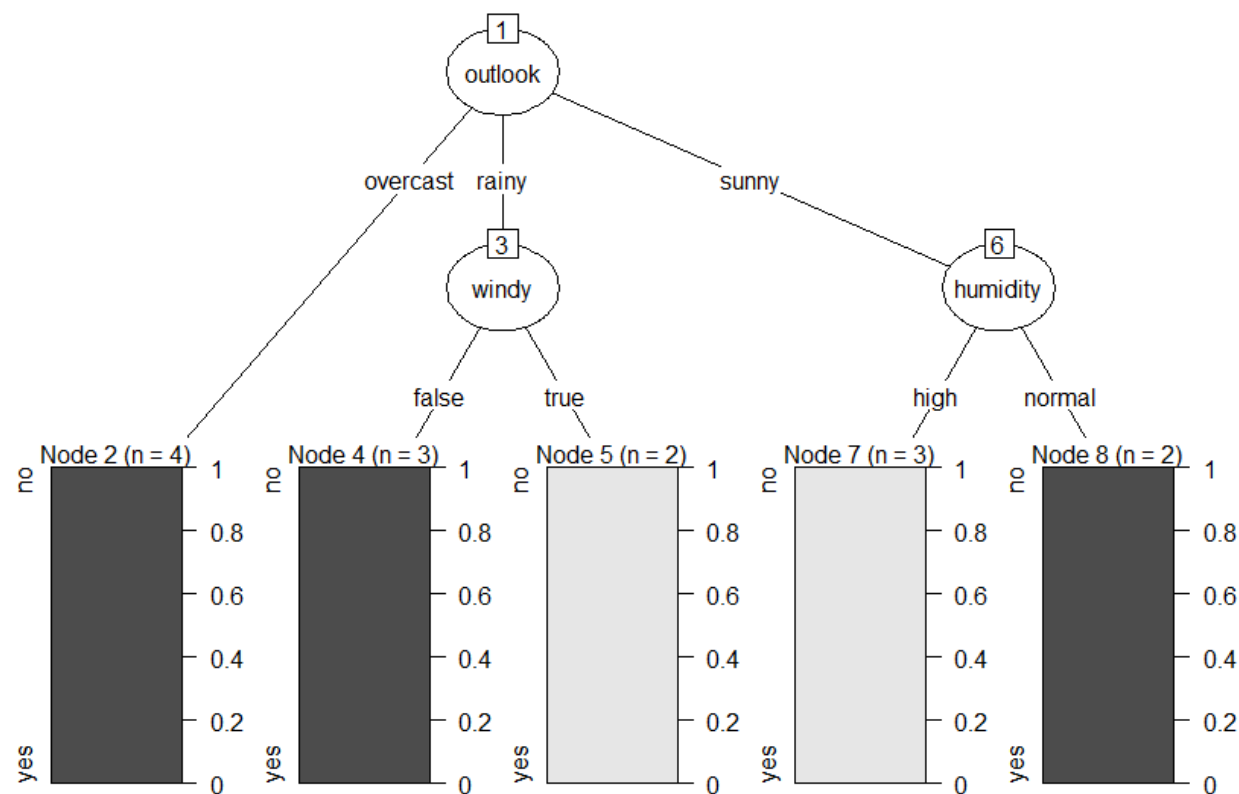 1
outlook
overcast rainy sunny
3 6
windy humidity
false true high normal
Node 2 (n = 4) Node 4 (n = 3) Node 5 (n = 2) Node 7 (n = 3) Node 8 (n = 2)
no 1 no 1 no 1 no 1 no 1
0.8 0.8 0.8 0.8 0.8
0.6 0.6 0.6 0.6 0.6
0.4 0.4 0.4 0.4 0.4
0.2 0.2 0.2 0.2 0.2
yes 0 yes 0 yes 0 yes 0 yes 0